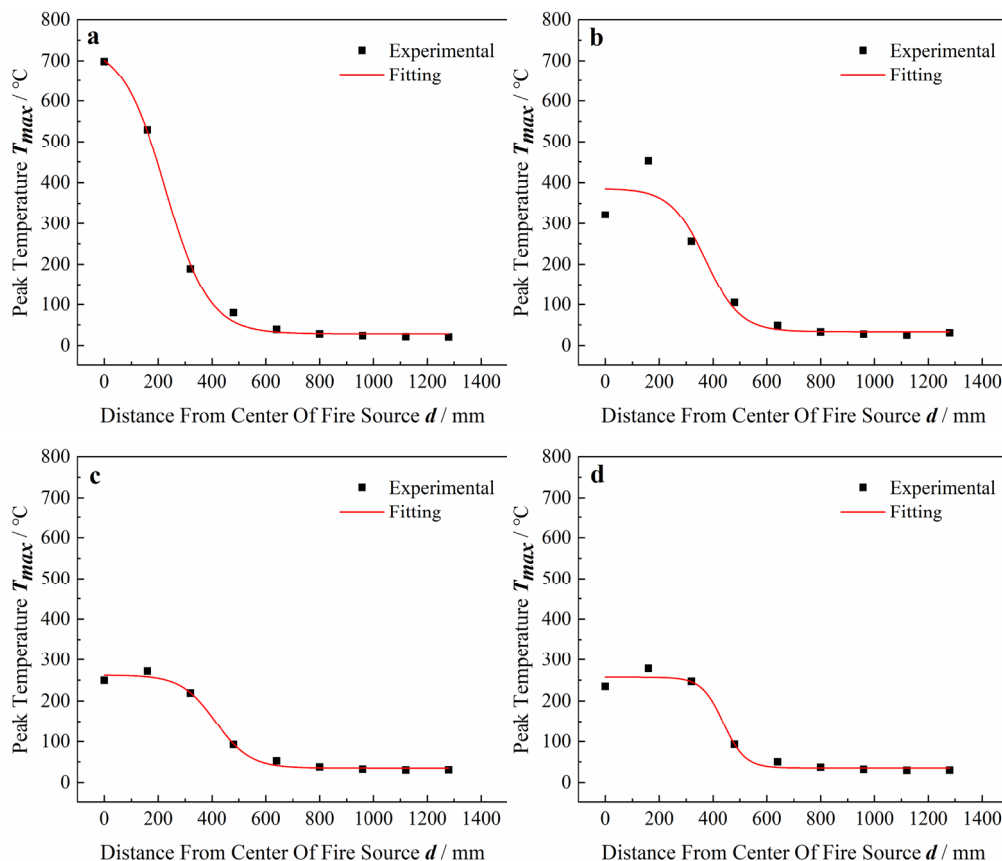 a
Experimental
Fitting
800
700
600
500
400
300
200
100
0
Peak Temperature Tmax / °C
0 200 400 600 800 1000 1200 1400
Distance From Center Of Fire Source d / mm
b
Experimental
Fitting
800
700
600
500
400
300
200
100
0
Peak Temperature Tmax / °C
0 200 400 600 800 1000 1200 1400
Distance From Center Of Fire Source d / mm
c
Experimental
Fitting
800
700
600
500
400
300
200
100
0
Peak Temperature Tmax / °C
0 200 400 600 800 1000 1200 1400
Distance From Center Of Fire Source d / mm
d
Experimental
Fitting
800
700
600
500
400
300
200
100
0
Peak Temperature Tmax / °C
0 200 400 600 800 1000 1200 1400
Distance From Center Of Fire Source d / mm